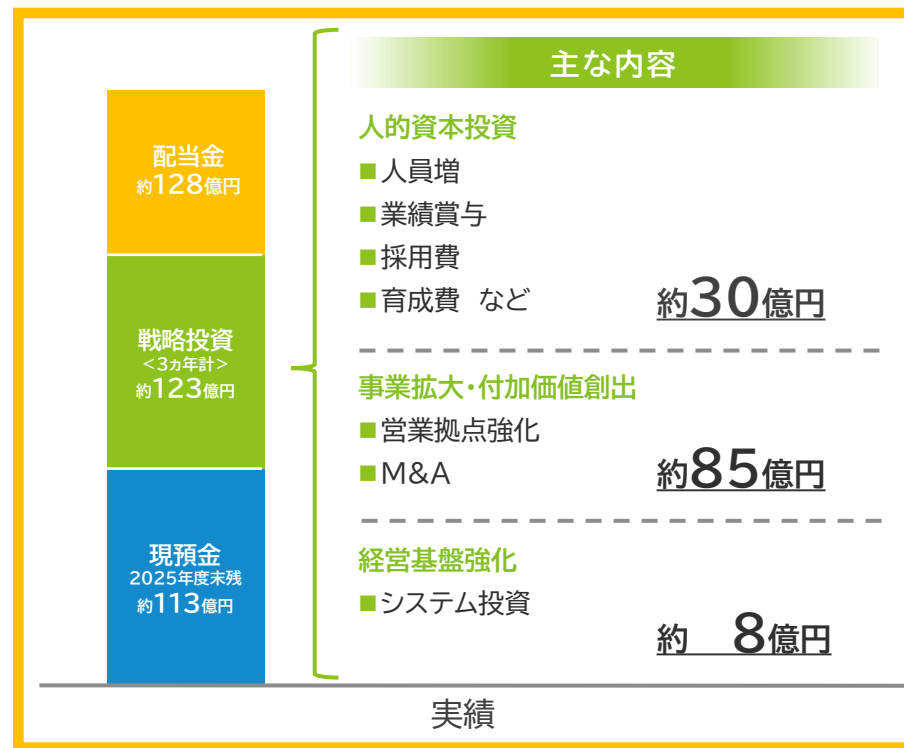 配当金
約128億円
戦略投資
<3ヵ年計>
約123億円
現預金
2025年度末残
約113億円
主な内容
人的資本投資
■人員増
■業績賞与
■採用費
■育成費 など
約30億円
事業拡大・付加価値創出
■営業拠点強化
■M&A
約85億円
経営基盤強化
■システム投資
約 8億円
実績